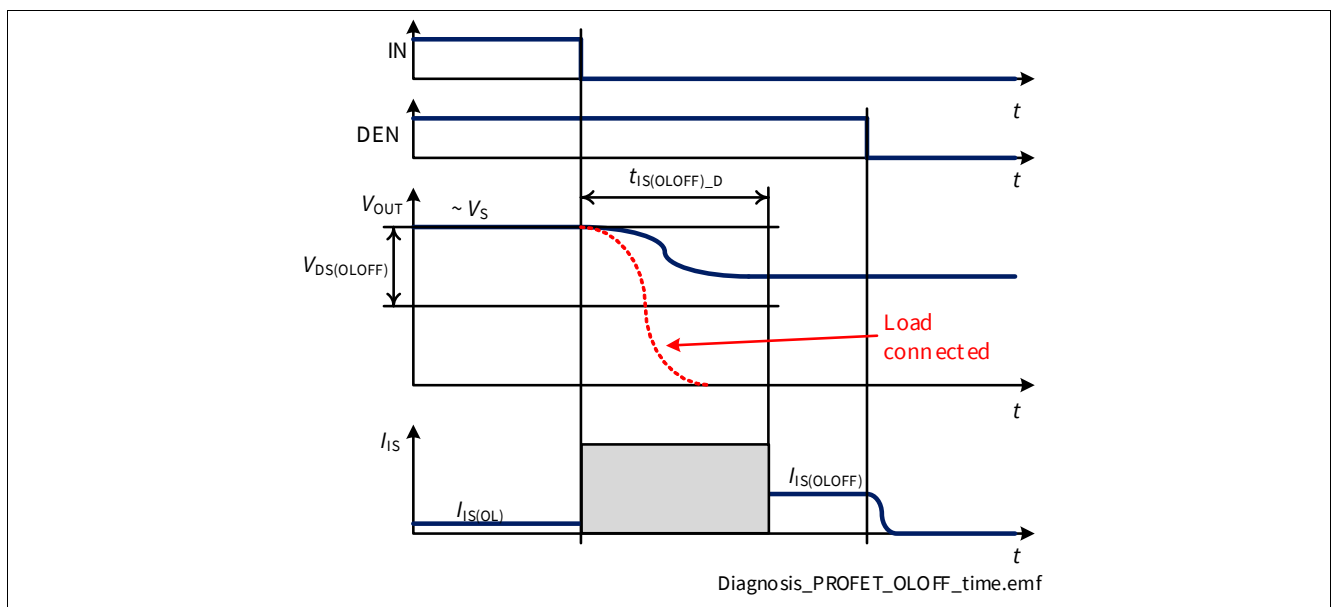 IN
t
DEN
t
tIS(OLOFF)_D
VOUT
~ VS
VDS(OLOFF)
Load
connected
t
IIS
IIS(OL)
IIS(OLOFF)
t
Diagnosis_PROFET_OLOFF_time.emf